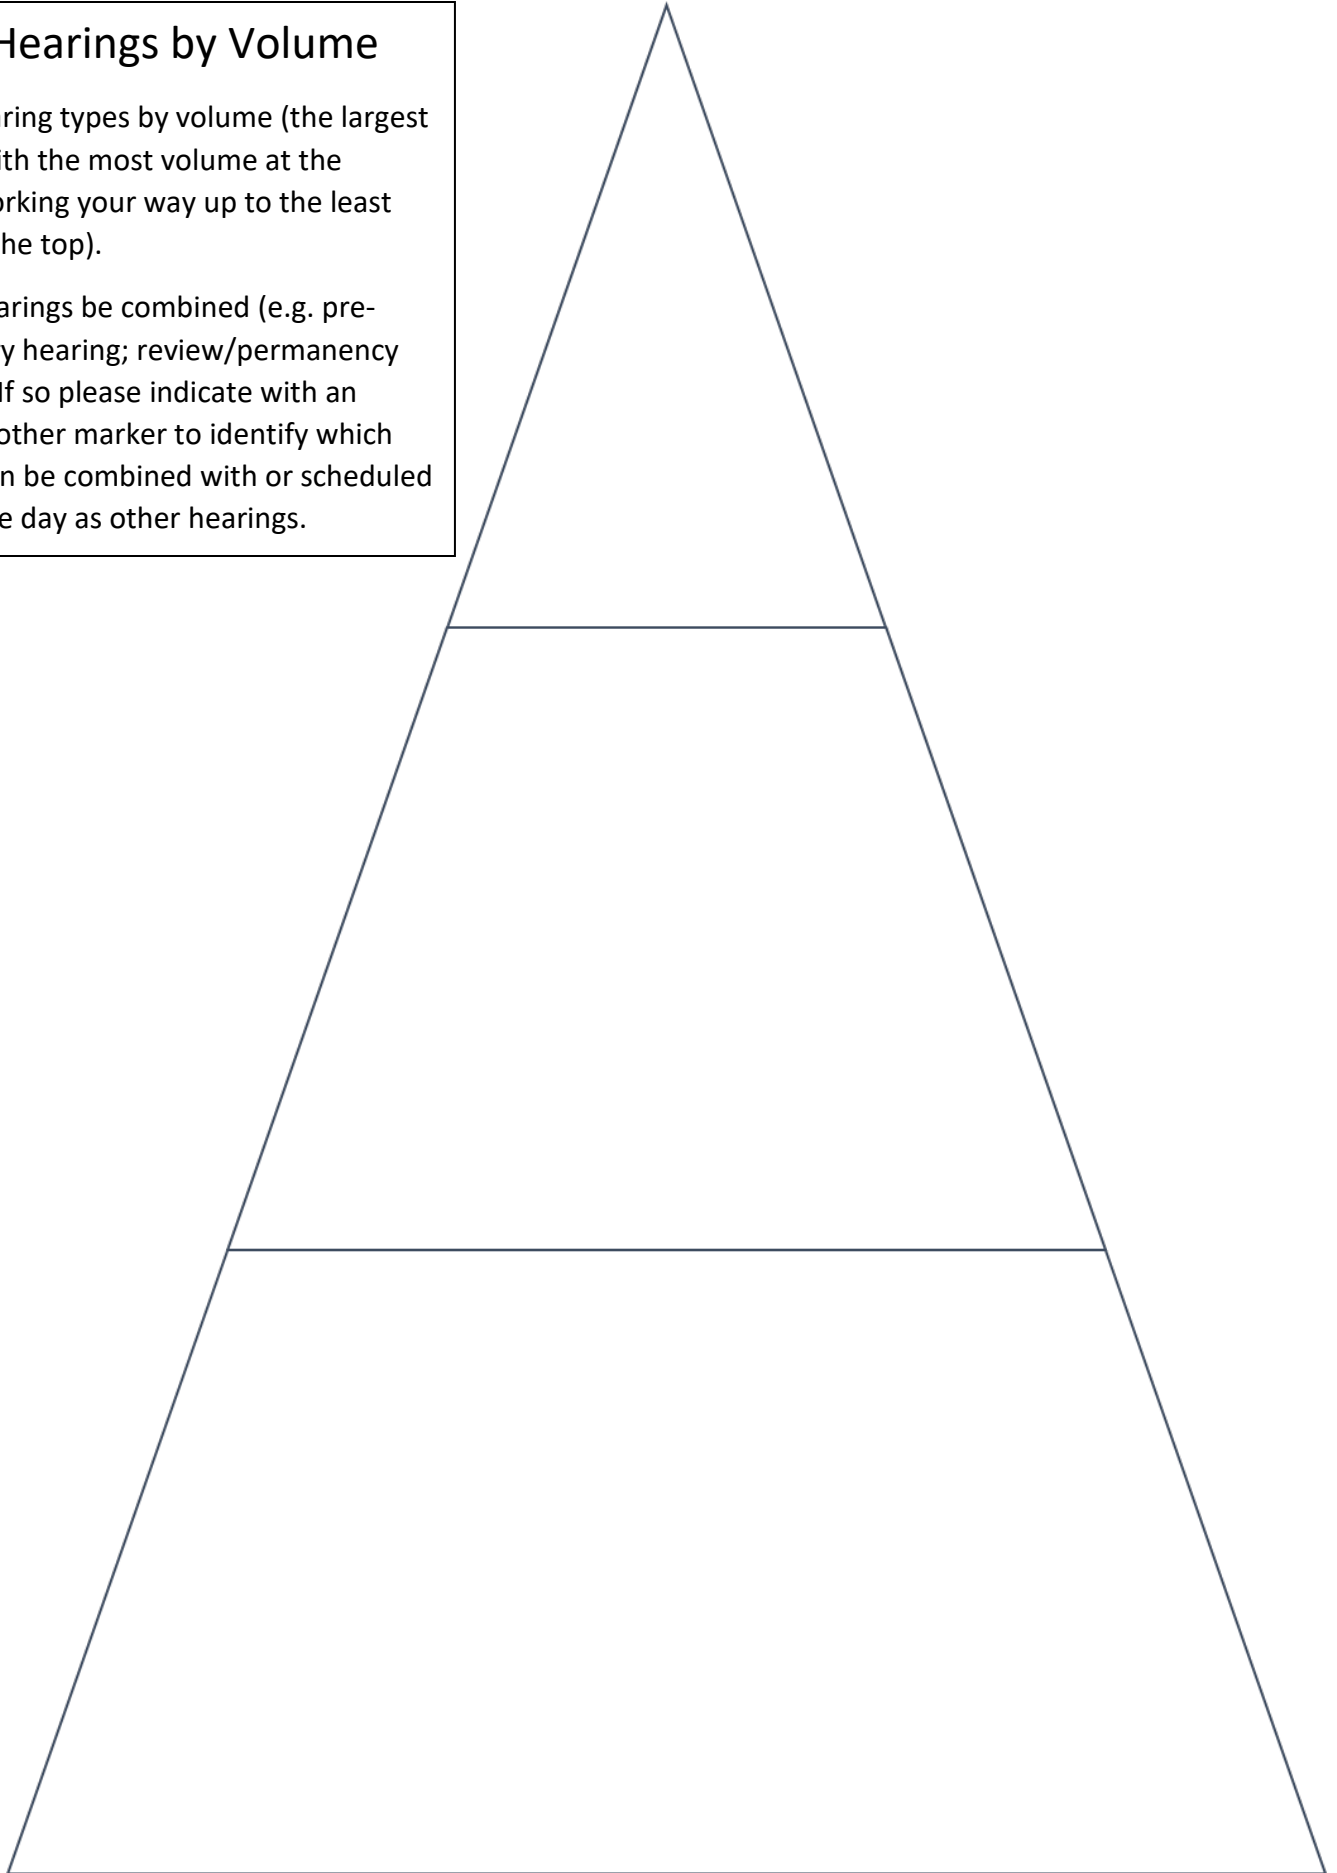 Hearings by Volume
aring types by volume (the largest
ith the most volume at the
orking your way up to the least
he top).
arings be combined (e.g. pre-
y hearing; review/permanency
If so please indicate with an
other marker to identify which
n be combined with or scheduled
e day as other hearings.